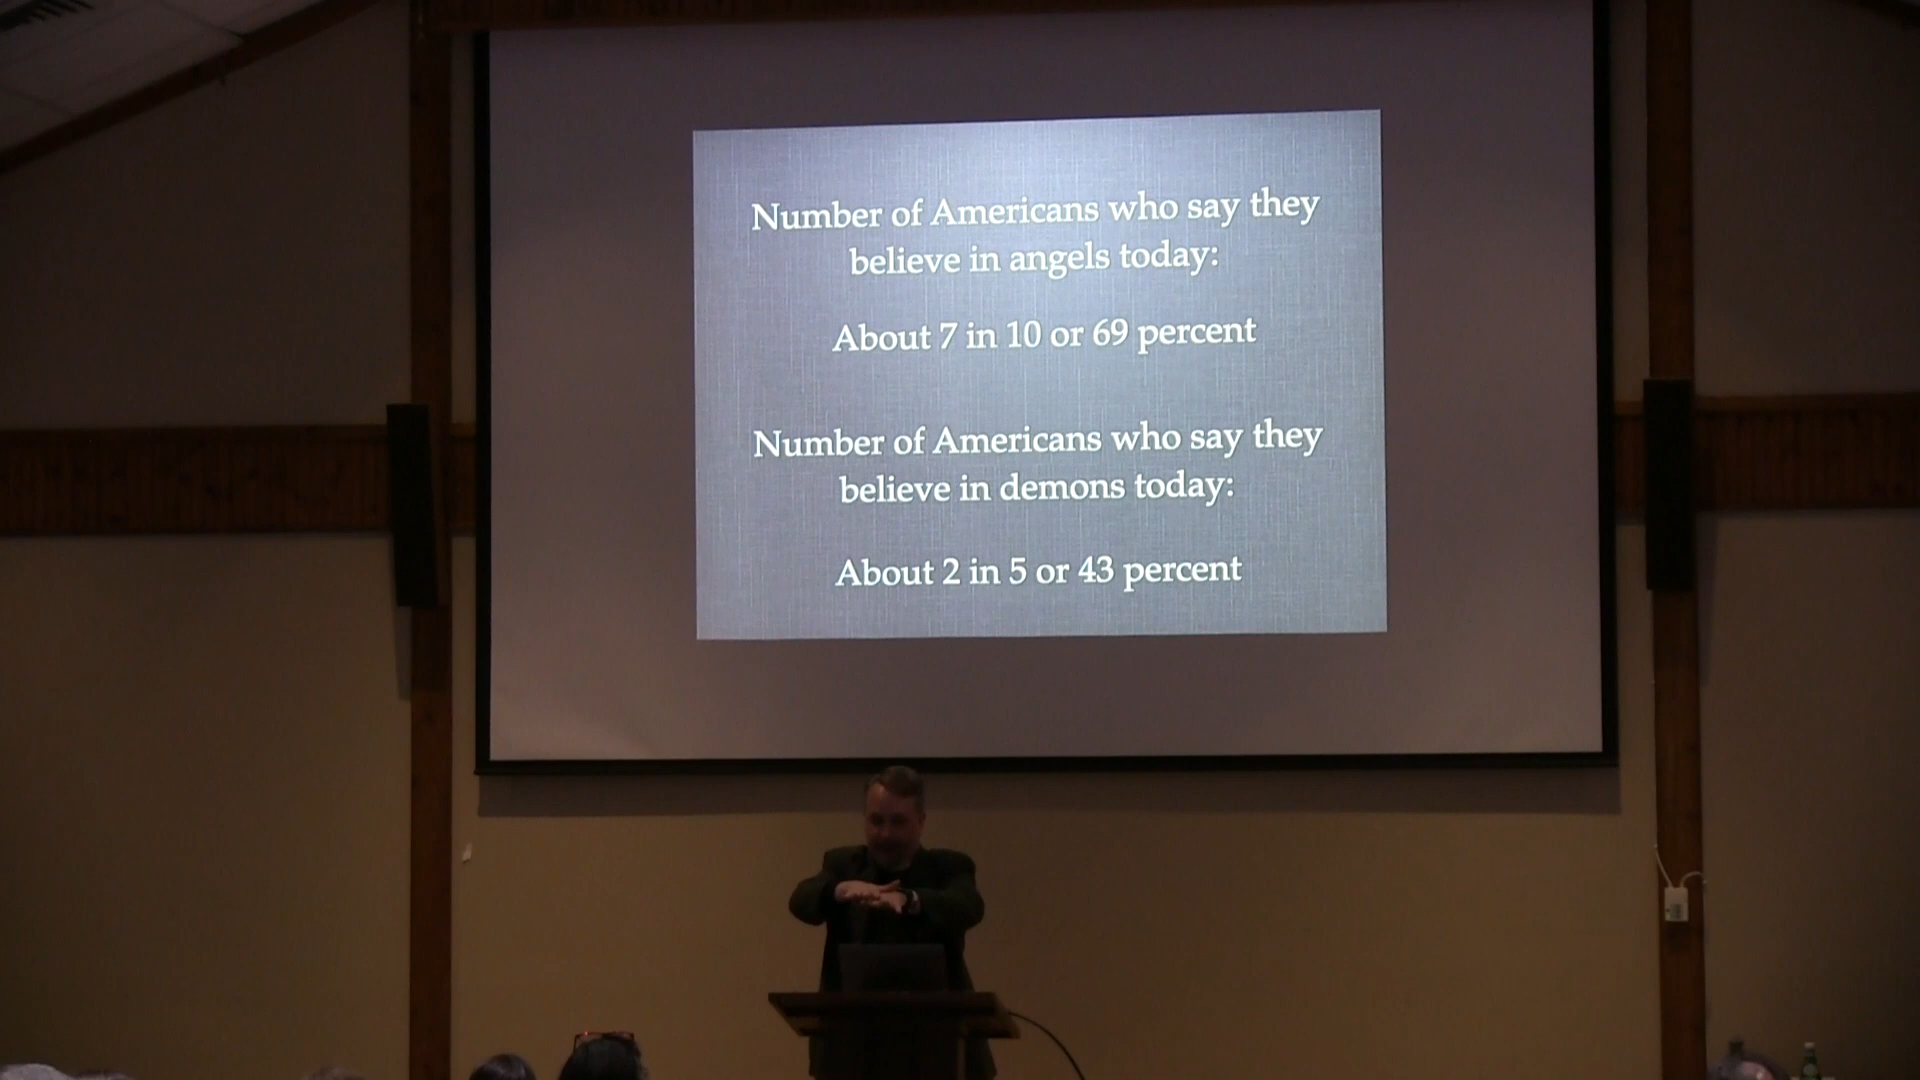 Number of Americans who say they
believe in angels today:
About 7 in 10 or 69 percent
Number of Americans who say they
believe in demons today:
About 2 in 5 or 43 percent